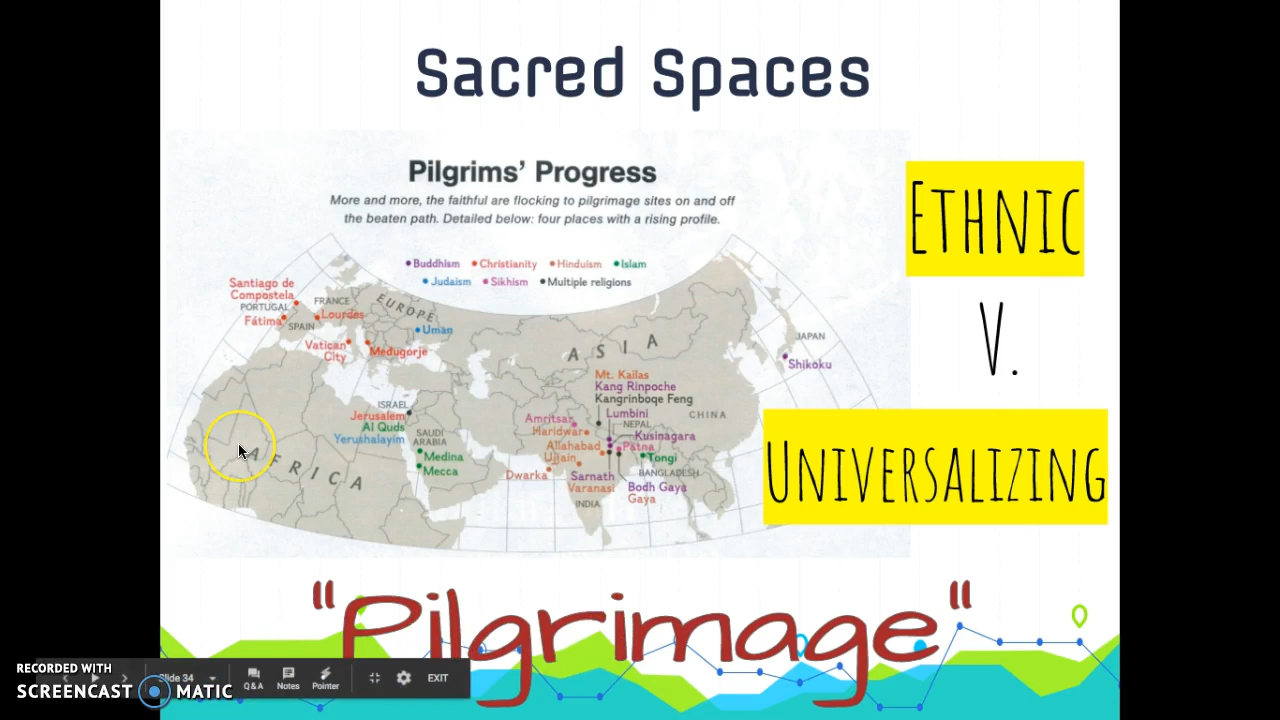 Sacred Spaces
Pilgrims' Progress
More and more, the faithful are flocking to pilgrimage sites on and off
the beaten path. Detailed below: four places with a rising profile.
Buddhism Christianity Hinduism Islam
Judaism Sikhism Multiple religions
Santiago de
Compostela
PORTUGAL
Fátima
SPAIN
FRANCE
Lourdes
EUROPE
Uman
Vatican
City
Medugorje
ASIA
JAPAN
Shikoku
ISRAEL
Jerusalem
Al Quds
Yerushalayim
SAUDI
ARABIA
Medina
Mecca
AFRICA
Mt. Kailas
Kang Rinpoche
Kangrinboqe Feng
Lumbini
CHINA
NEPAL
Amritsar
Haridwar
Kusinagara
Allahabad
Patna
Ujjain
Tongi
Dwarka
BANGLADESH
Sarnath
Varanasi
Bodh Gaya
Gaya
INDIA
ETHNIC
V.
UNIVERSALIZING
"Pilgrimage"
RECORDED WITH
SCREENCAST MATIC
Slide 34
Q&A
Notes
Pointer
EXIT